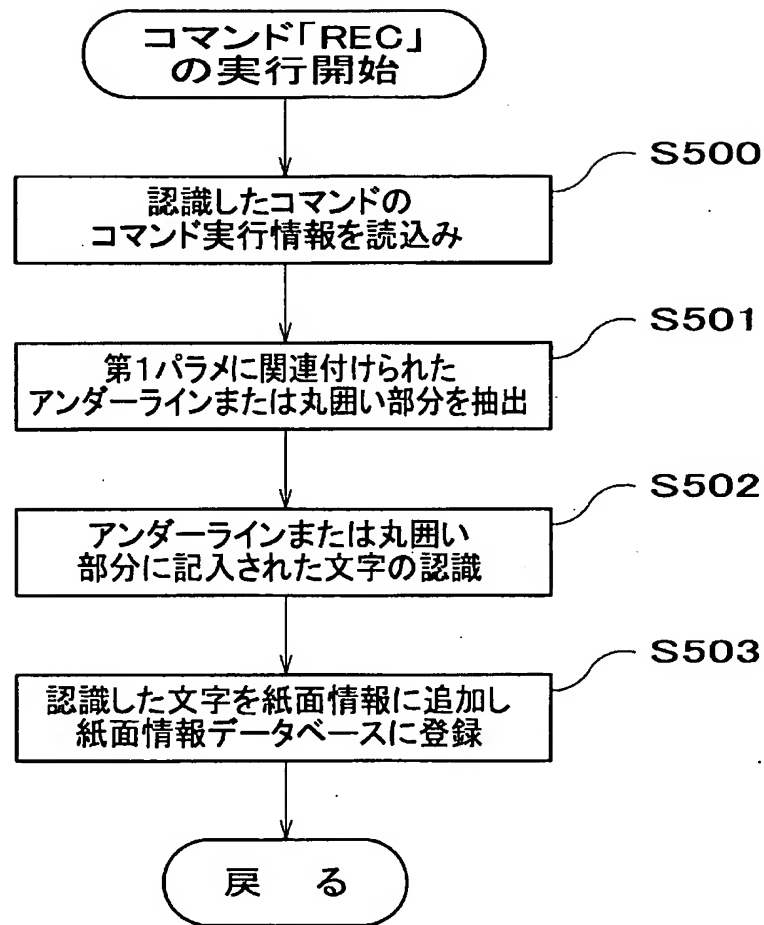 コマンド「REC」
の実行開始
S500
認識したコマンドの
コマンド実行情報を読込み
S501
第1パラメに関連付けられた
アンダーラインまたは丸囲い部分を抽出
S502
アンダーラインまたは丸囲い
部分に記入された文字の認識
S503
認識した文字を紙面情報に追加し
紙面情報データベースに登録
戻 る